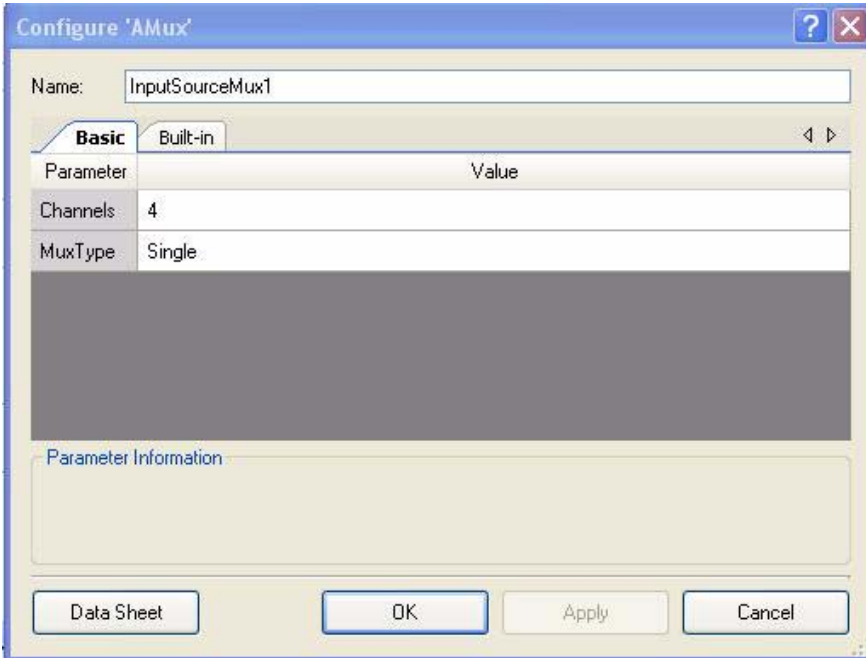 Configure 'AMux'
?
Name: InputSourceMux1
Basic Built-in
Parameter Value
Channels 4
MuxType Single
Parameter Information
Data Sheet OK Apply Cancel